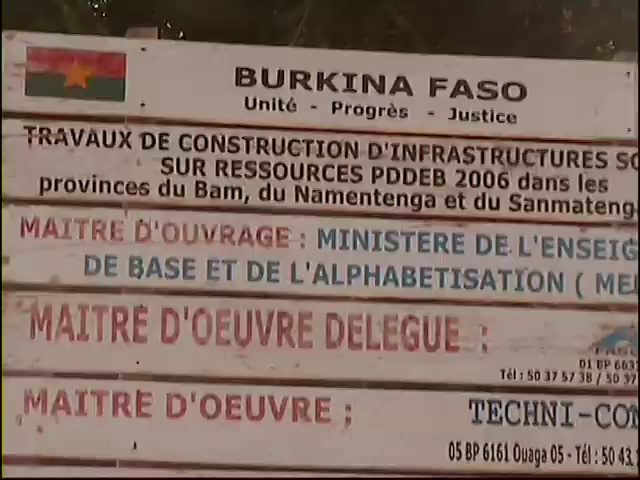 BURKINA FASO
Unité - Progrès - Justice
TRAVAUX DE CONSTRUCTION D'INFRASTRUCTURES SC
SUR RESSOURCES PDDEB 2006 dans les
provinces du Bam, du Namentenga et du Sanmateng
MAITRE D'OUVRAGE : MINISTERE DE L'ENSEIG
DE BASE ET DE L'ALPHABETISATION ( ME
MAITRE D'OEUVRE DELEGUE :
FASO
01 BP 663
Tél : 50 37 57 38 / 50 37
MAITRE D'OEUVRE ; TECHNI-CON
05 BP 6161 Ouaga 05 - Tél : 50 43